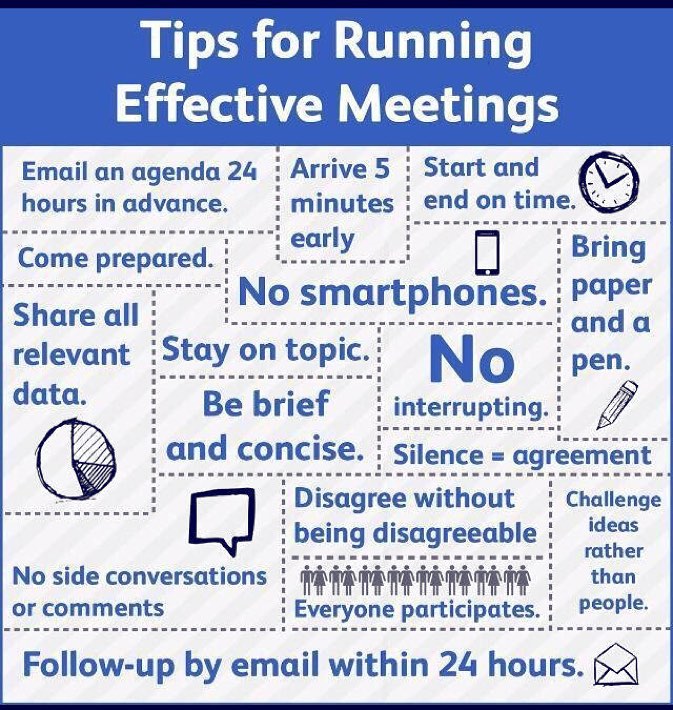 Tips for Running
Effective Meetings
Email an agenda 24
hours in advance.
Arrive 5
minutes
early
Start and
end on time.
Come prepared.
No smartphones.
Bring
paper
and a
pen.
Share all
relevant
data.
Stay on topic.
No
interrupting.
Be brief
and concise.
Silence = agreement
No side conversations
or comments
Disagree without
being disagreeable
Everyone participates.
Challenge
ideas
rather
than
people.
Follow-up by email within 24 hours.